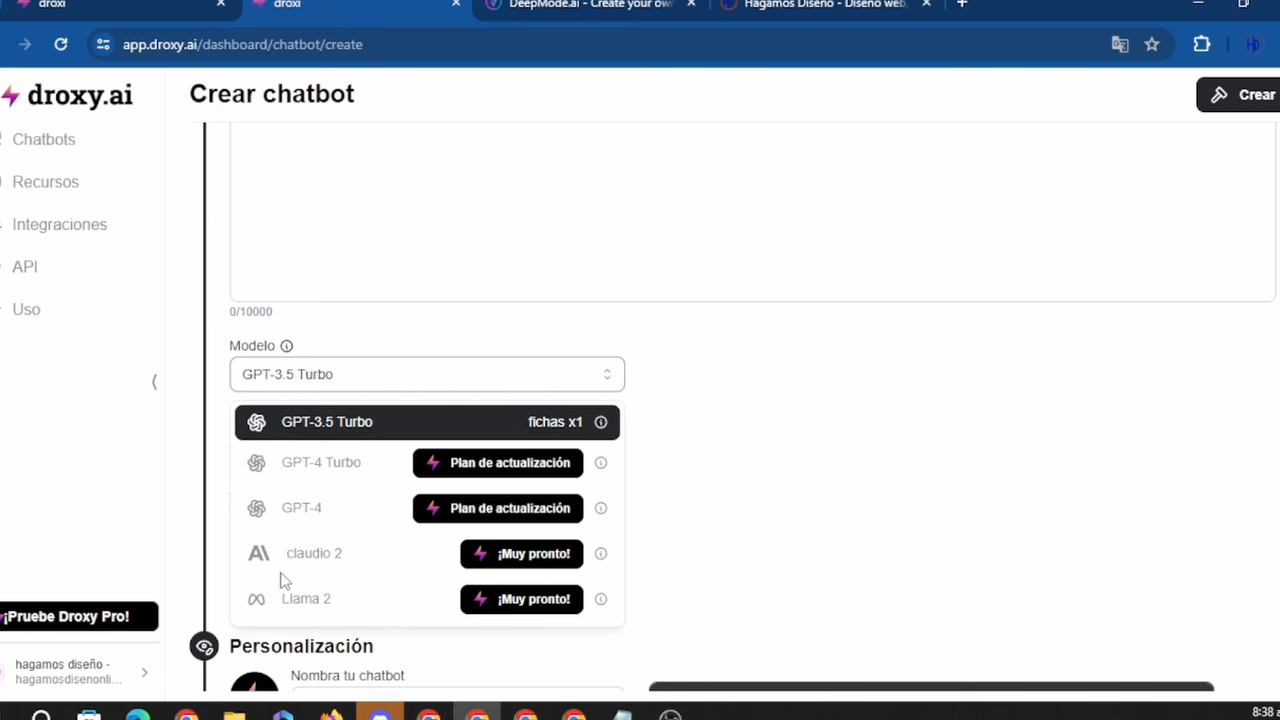 droxi
droxi
DeepMode.ai - Create your own
Hagamos Diseño - Diseño web,
app.droxy.ai/dashboard/chatbot/create
droxy.ai
Crear chatbot
Crear
Chatbots
Recursos
Integraciones
API
Uso
0/10000
Modelo
GPT-3.5 Turbo
GPT-3.5 Turbo fichas x1
GPT-4 Turbo Plan de actualización
GPT-4 Plan de actualización
claudio 2 ¡Muy pronto!
Llama 2 ¡Muy pronto!
¡Pruebe Droxy Pro!
Personalización
hagamos diseño -
hagamosdisenonli...
Nombra tu chatbot
8:38